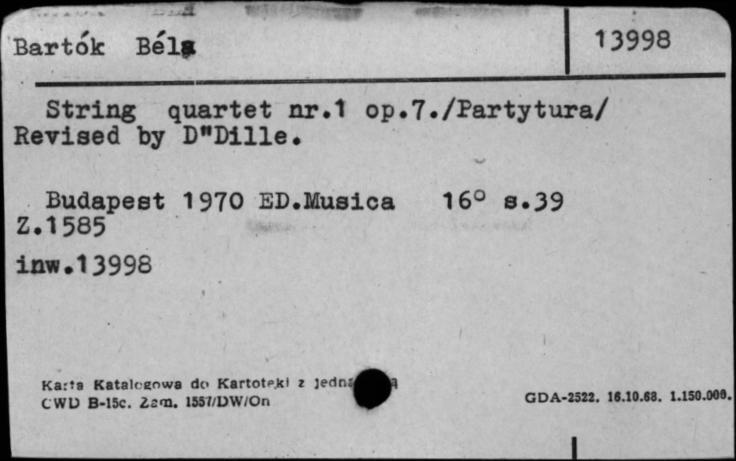 Bartók Béla
13998
String quartet nr.1 op.7./Partytura/
Revised by D"Dille.
Budapest 1970 ED.Musica 16° s.39
Z.1585
inw.13998
Karta Katalogowa do Kartoteki z jedną
CWD B-15c. Zam. 1557/DW/On
GDA-2522. 16.10.68. 1.150.000.